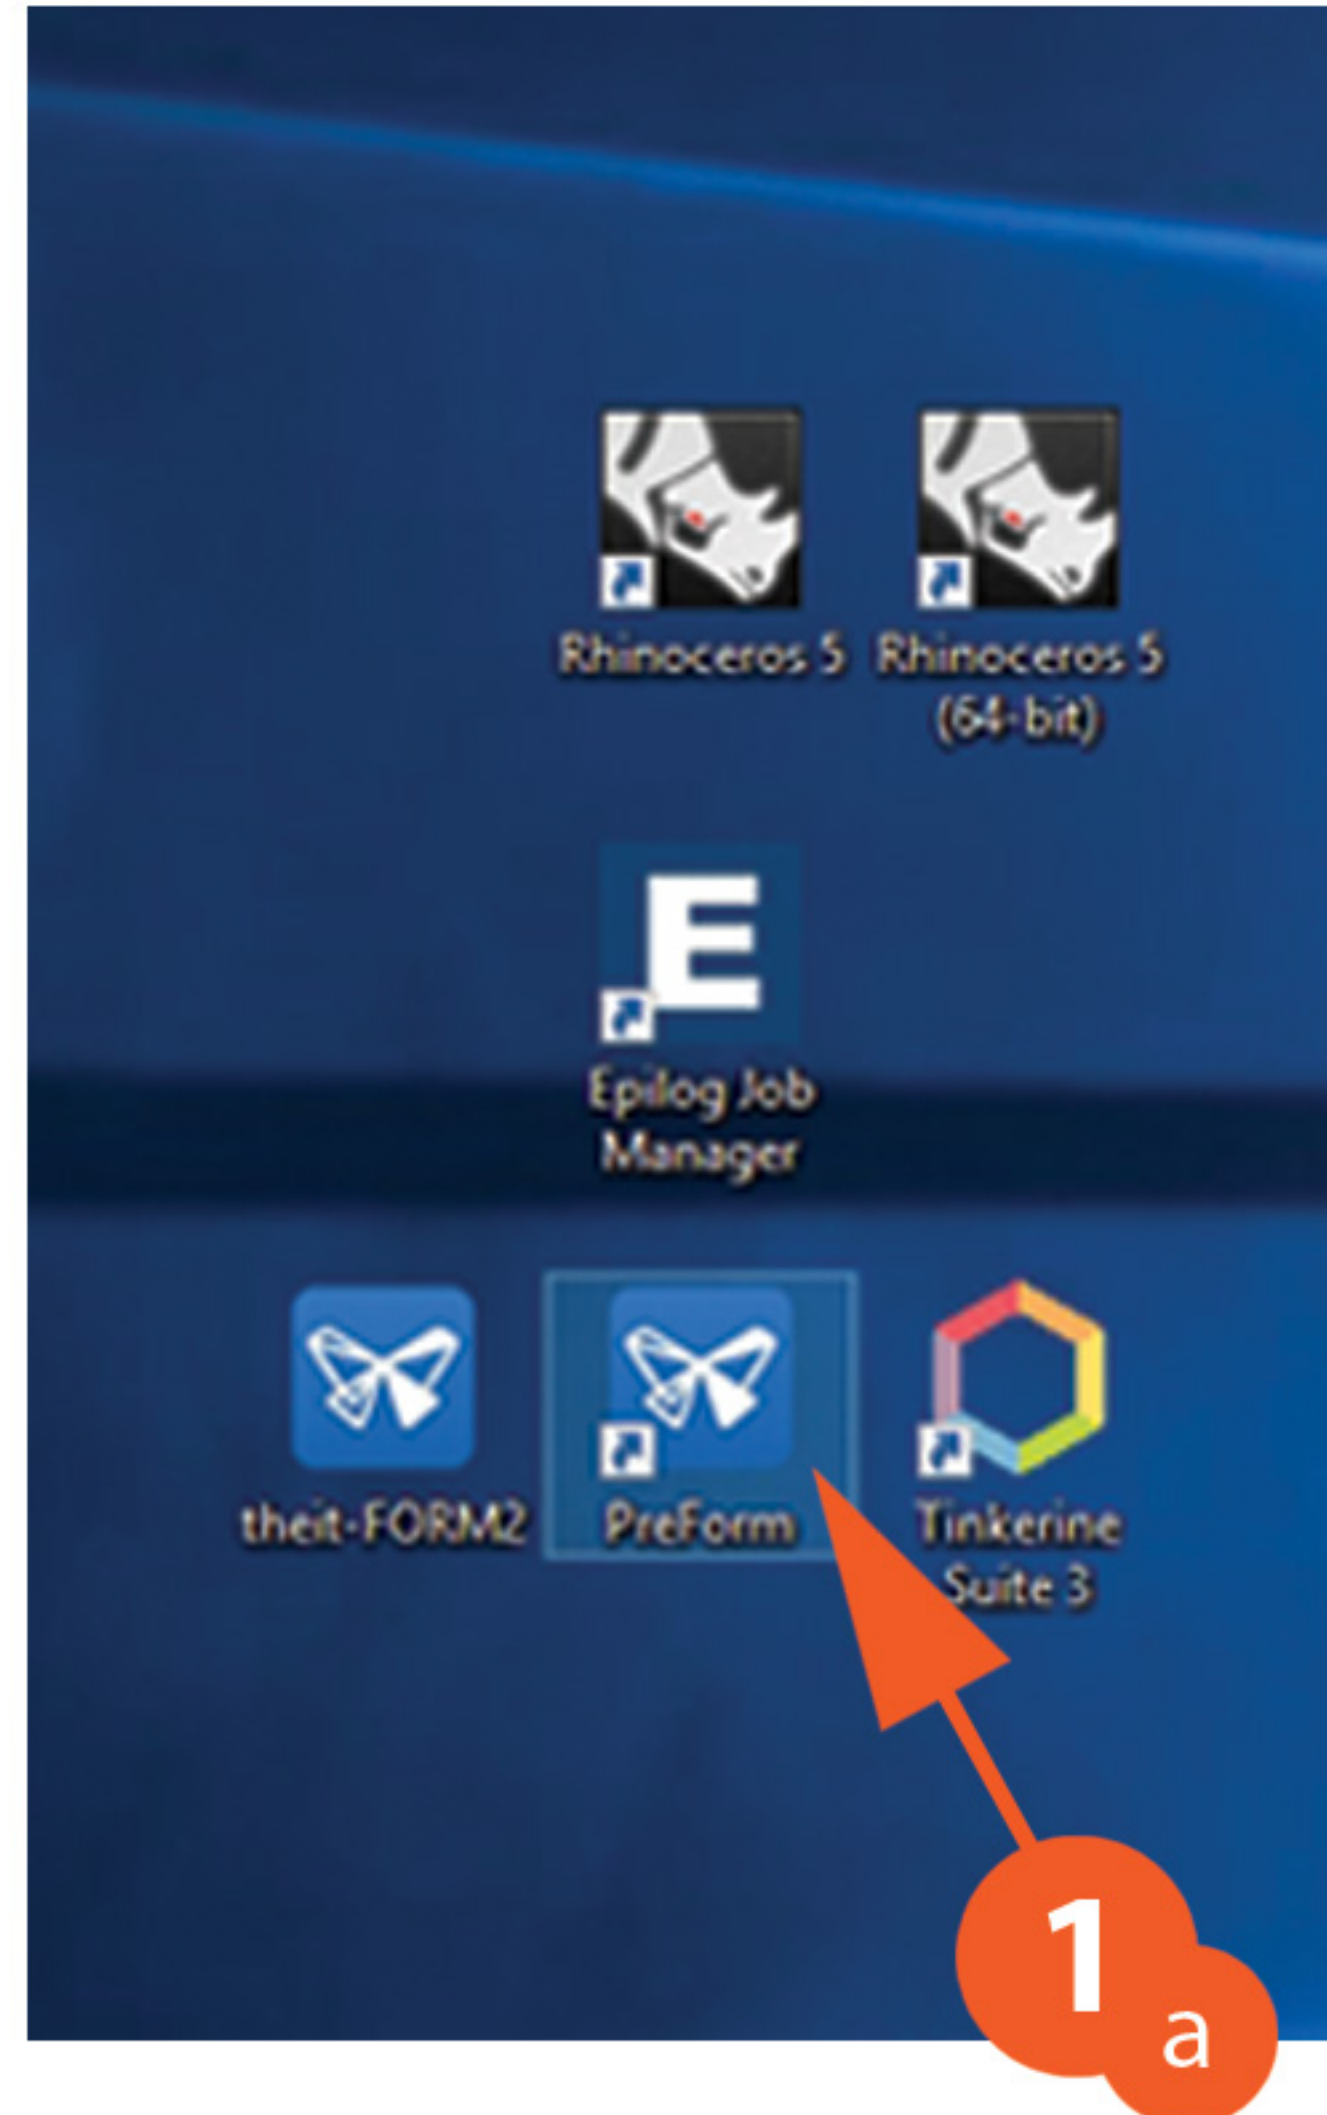 Rhinoceros 5 Rhinoceros 5
(64-bit)
E
Epilog Job
Manager
theit-FORM2 PreForm Tinkerine
Suite 3
1
a